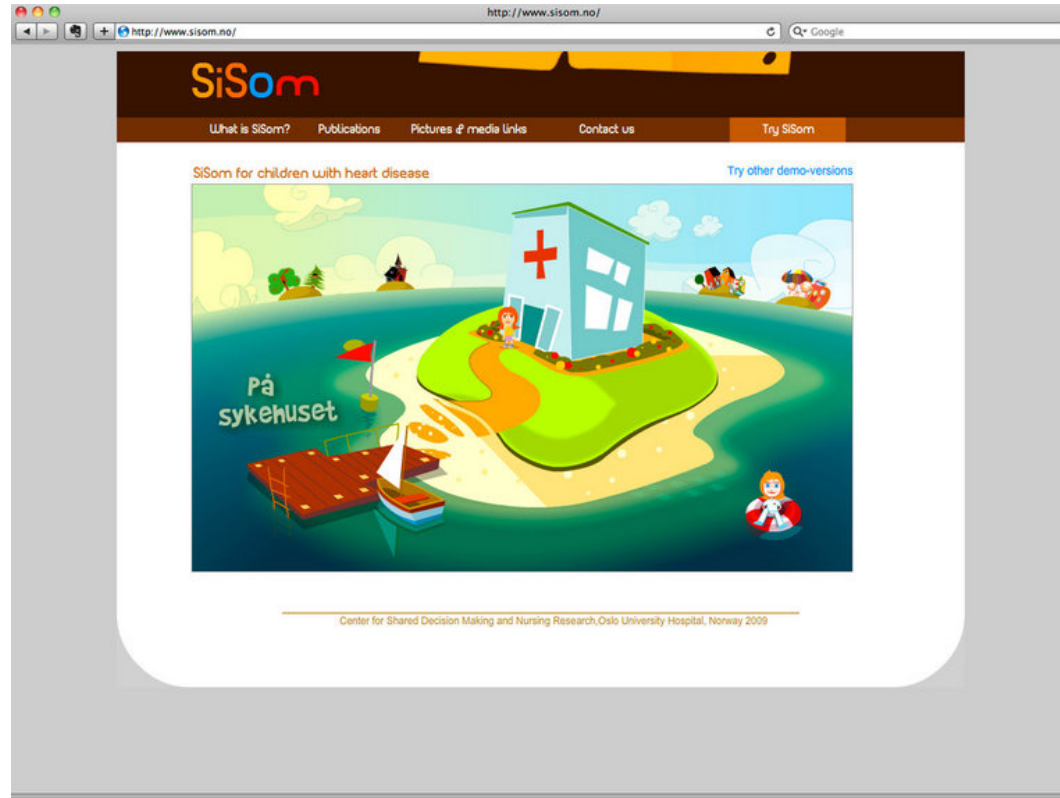 http://www.sisom.no/
http://www.sisom.no/
Google
SiSom
What is SiSom? Publications Pictures & media links Contact us Try SiSom
SiSom for children with heart disease Try other demo-versions
På
sykehuset
Center for Shared Decision Making and Nursing Research,Oslo University Hospital, Norway 2009